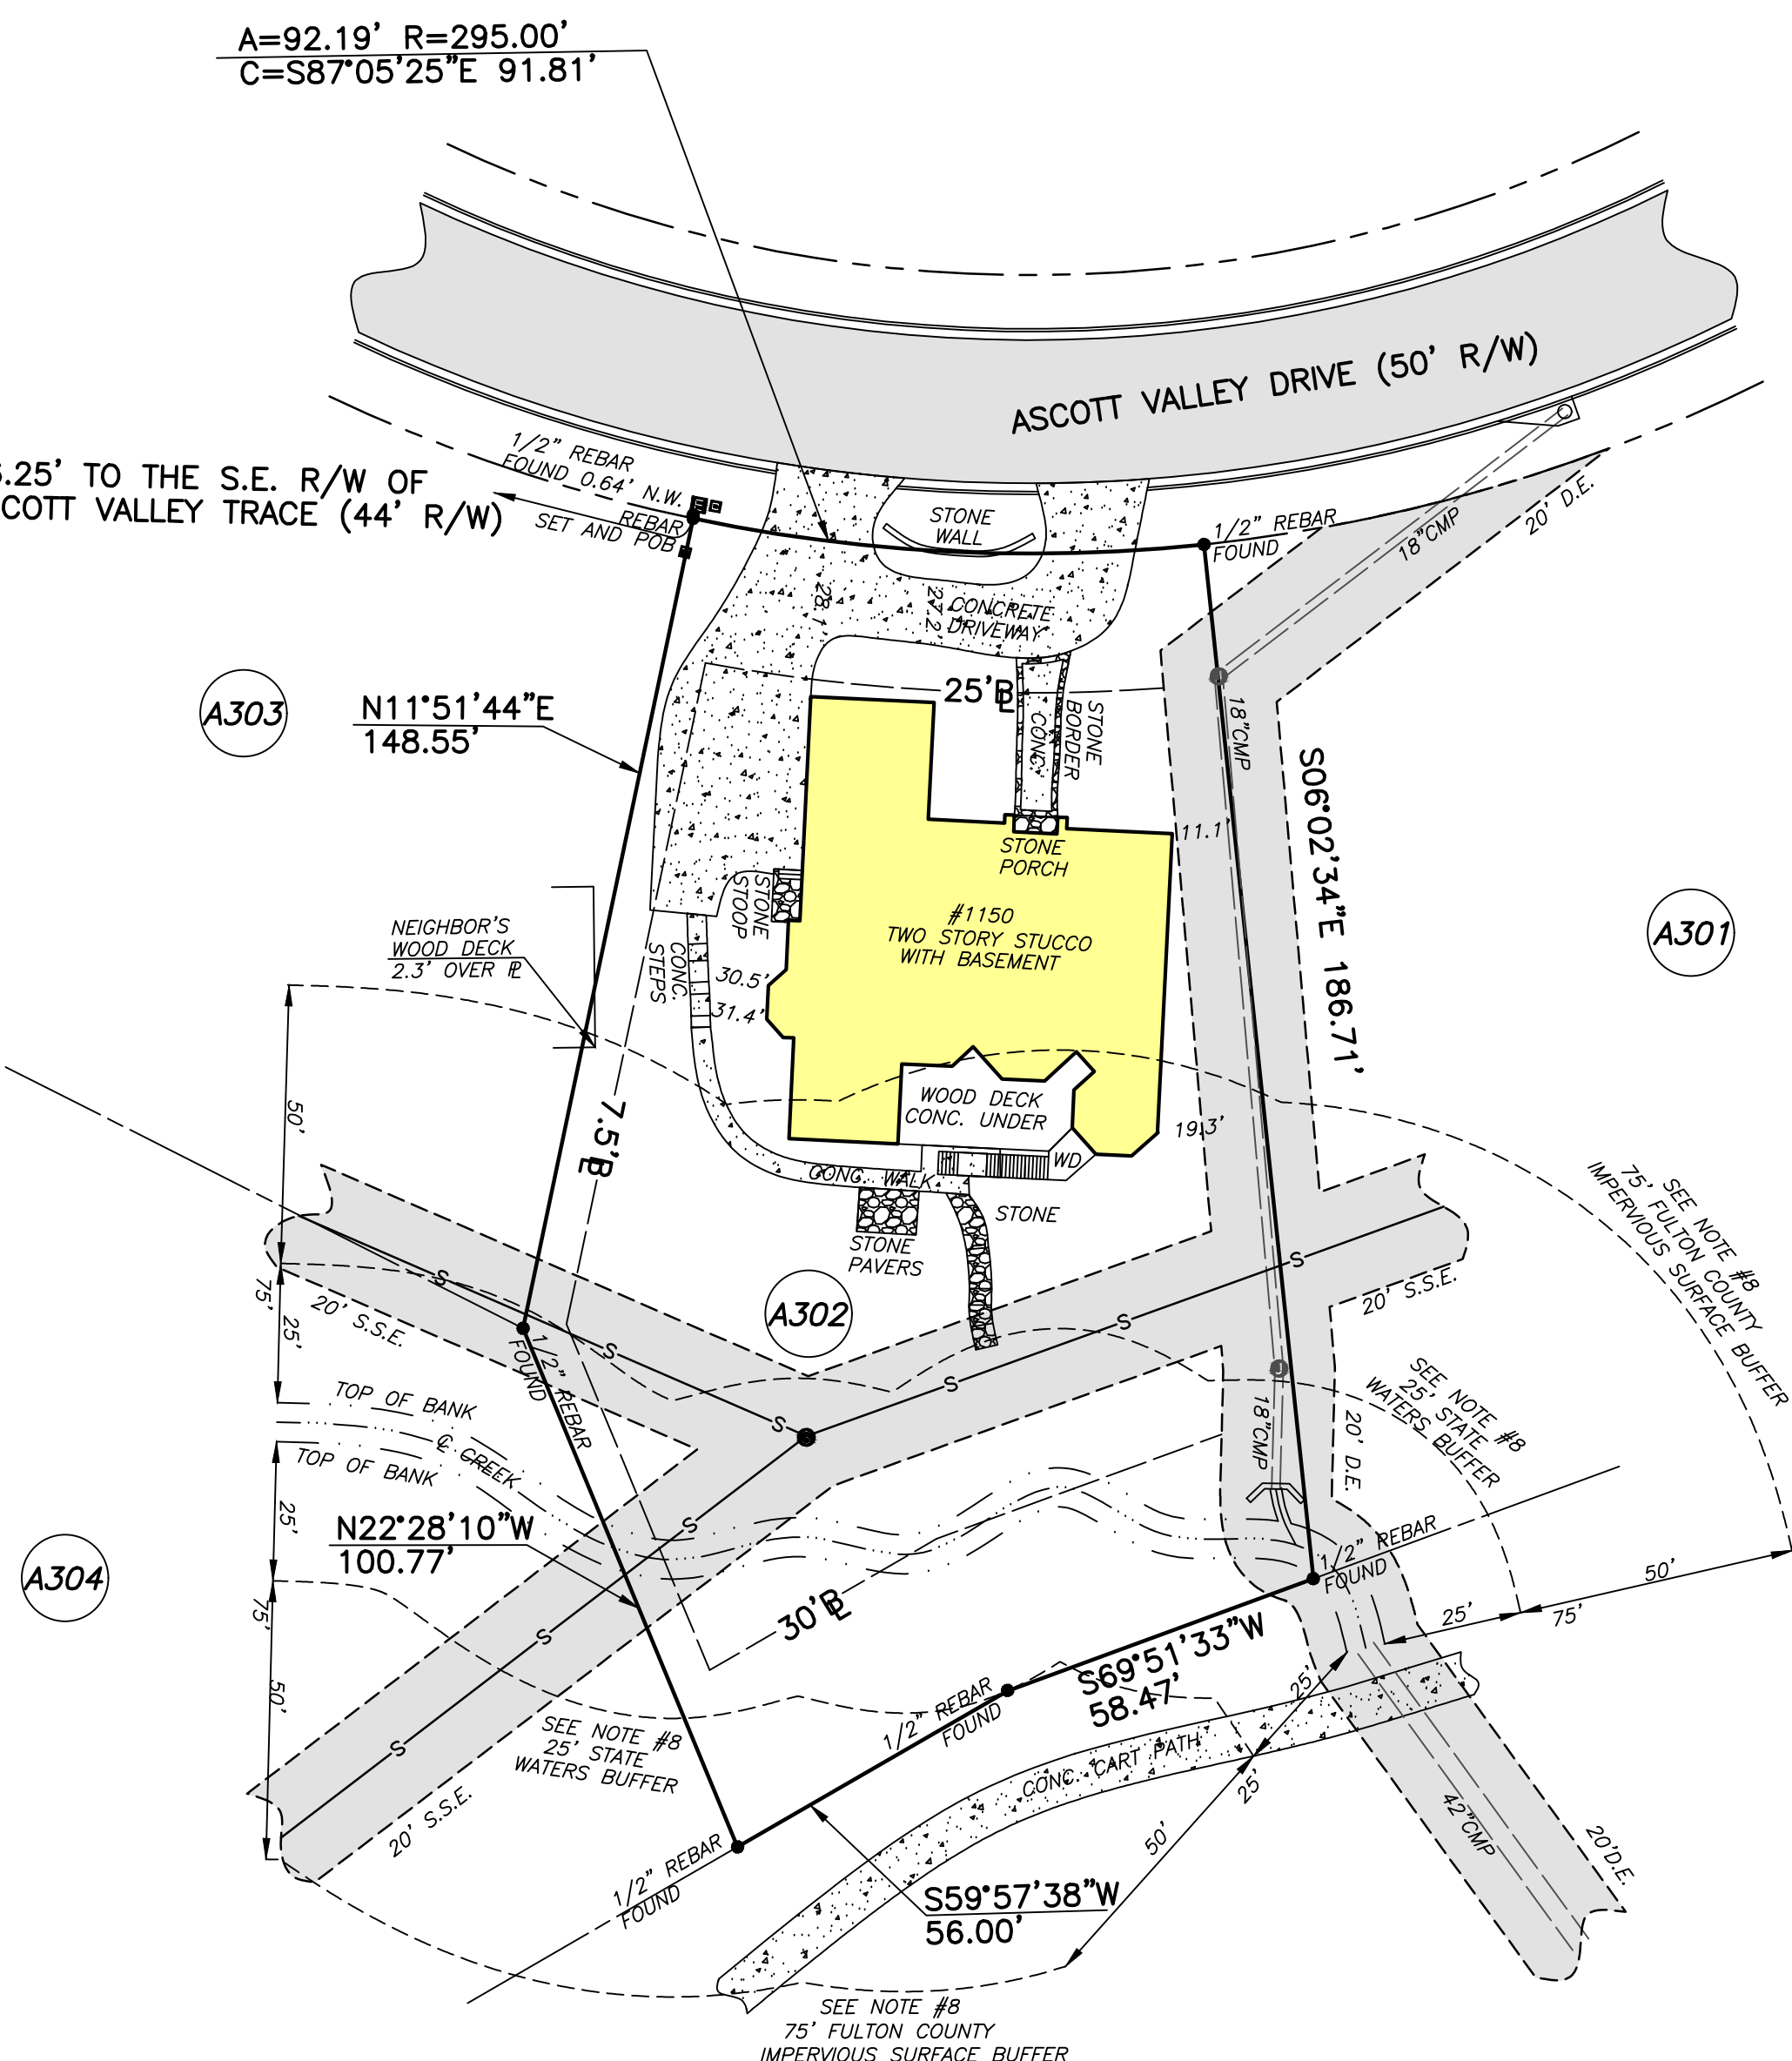 A=92.19' R=295.00'
C=S87°05'25"E 91.81'
ASCOTT VALLEY DRIVE (50' R/W)
.25' TO THE S.E. R/W OF
COTT VALLEY TRACE (44' R/W)
1/2" REBAR
FOUND 0.64' N.W.
REBAR
SET AND POB
STONE
WALL
1/2" REBAR
FOUND
18"CMP
20' D.E.
28.1'
27.2'
CONCRETE
DRIVEWAY
A303
N11°51'44"E
148.55'
25'BL
CONC.
STONE
BORDER
18"CMP
S06°02'34"E 186.71'
11.1'
STONE
PORCH
STONE
STOOP
#1150
TWO STORY STUCCO
WITH BASEMENT
A301
NEIGHBOR'S
WOOD DECK
2.3' OVER PL
CONC.
STEPS
30.5'
31.4'
50'
7.5'BL
WOOD DECK
CONC. UNDER
19.3'
WD
CONC. WALK
STONE
STONE
PAVERS
SEE NOTE #8
75' FULTON COUNTY
IMPERVIOUS SURFACE BUFFER
75'
25'
20' S.S.E.
S
S
S
S
S
S
S
S
S
A302
20' S.S.E.
1/2" REBAR
FOUND
TOP OF BANK
CL CREEK
TOP OF BANK
SEE NOTE #8
25' STATE
WATERS BUFFER
18"CMP
20' D.E.
25'
N22°28'10"W
100.77'
A304
1/2" REBAR
FOUND
50'
25'
75'
75'
30'BL
S69°51'33"W
58.47'
50'
1/2" REBAR
FOUND
25'
SEE NOTE #8
25' STATE
WATERS BUFFER
CONC. CART PATH
25'
20' S.S.E.
50'
42"CMP
20'D.E.
1/2" REBAR
FOUND
S59°57'38"W
56.00'
SEE NOTE #8
75' FULTON COUNTY
IMPERVIOUS SURFACE BUFFER